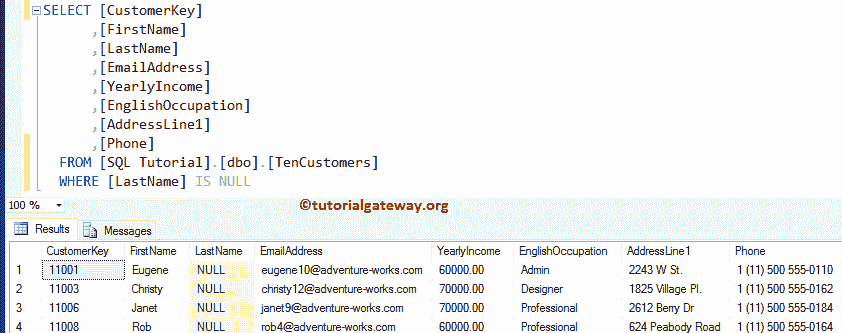 SELECT [CustomerKey]
,[FirstName]
,[LastName]
,[EmailAddress]
,[YearlyIncome]
,[EnglishOccupation]
,[AddressLine1]
,[Phone]
FROM [SQL Tutorial].[dbo].[TenCustomers]
WHERE [LastName] IS NULL
©tutorialgateway.org
100 %
Results Messages
CustomerKey FirstName LastName EmailAddress YearlyIncome EnglishOccupation AddressLine1 Phone
1 11001 Eugene NULL eugene10@adventure-works.com 60000.00 Admin 2243 W St. 1 (11) 500 555-0110
2 11003 Christy NULL christy12@adventure-works.com 70000.00 Designer 1825 Village Pl. 1 (11) 500 555-0162
3 11006 Janet NULL janet9@adventure-works.com 70000.00 Professional 2612 Berry Dr 1 (11) 500 555-0184
4 11008 Rob NULL rob4@adventure-works.com 60000.00 Professional 624 Peabody Road 1 (11) 500 555-0164